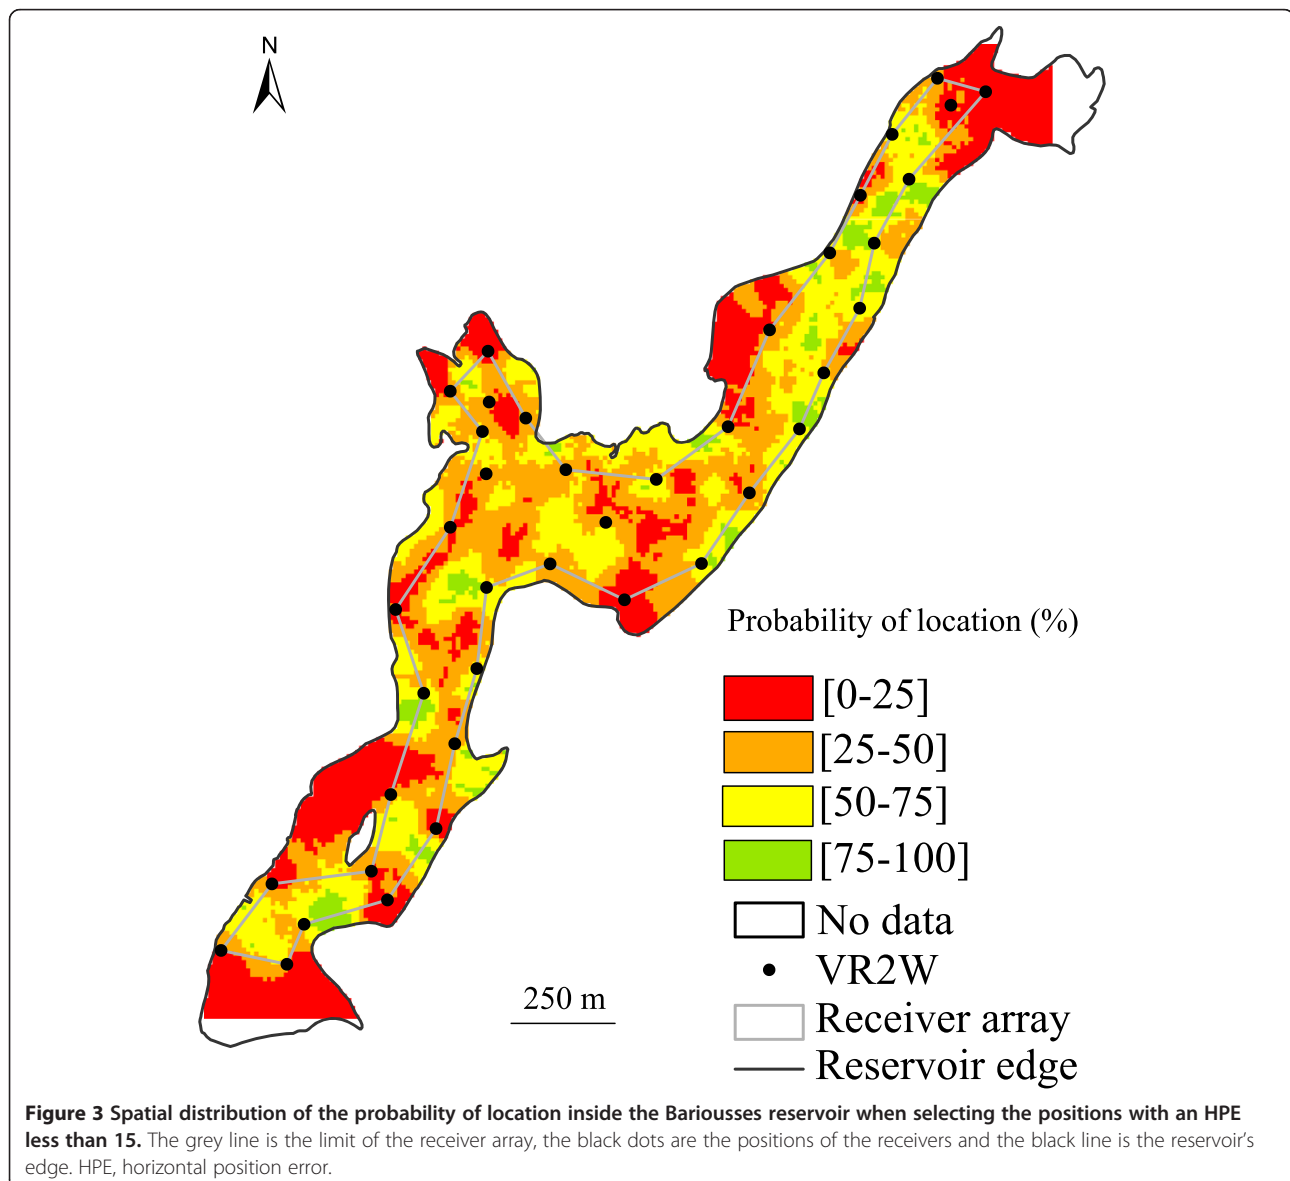 N
Probability of location (%)
[0-25]
[25-50]
[50-75]
[75-100]
No data
VR2W
250 m
Receiver array
Reservoir edge
Figure 3 Spatial distribution of the probability of location inside the Bariousses reservoir when selecting the positions with an HPE
less than 15. The grey line is the limit of the receiver array, the black dots are the positions of the receivers and the black line is the reservoir's
edge. HPE, horizontal position error.